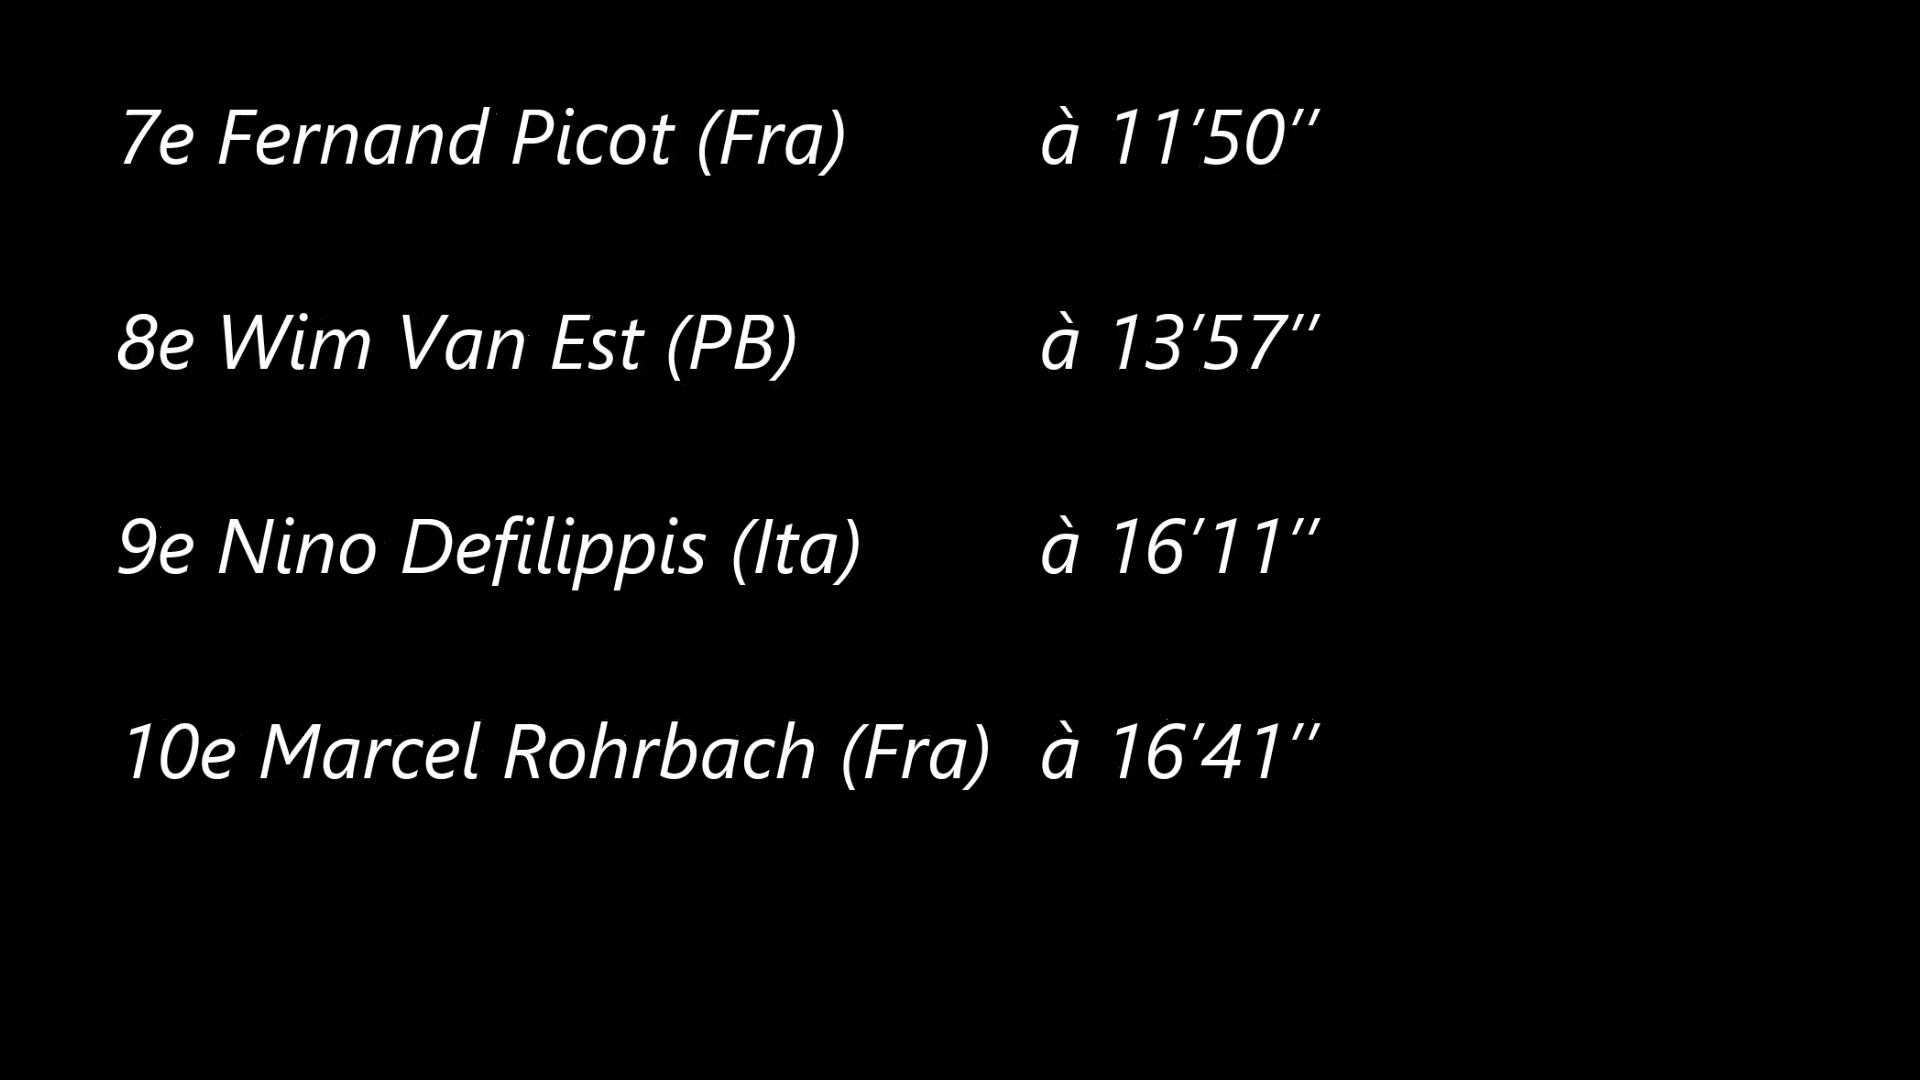 7e Fernand Picot (Fra) à 11’50’’
8e Wim Van Est (PB) à 13’57’’
9e Nino Defilippis (Ita) à 16’11’’
10e Marcel Rohrbach (Fra) à 16’41’’